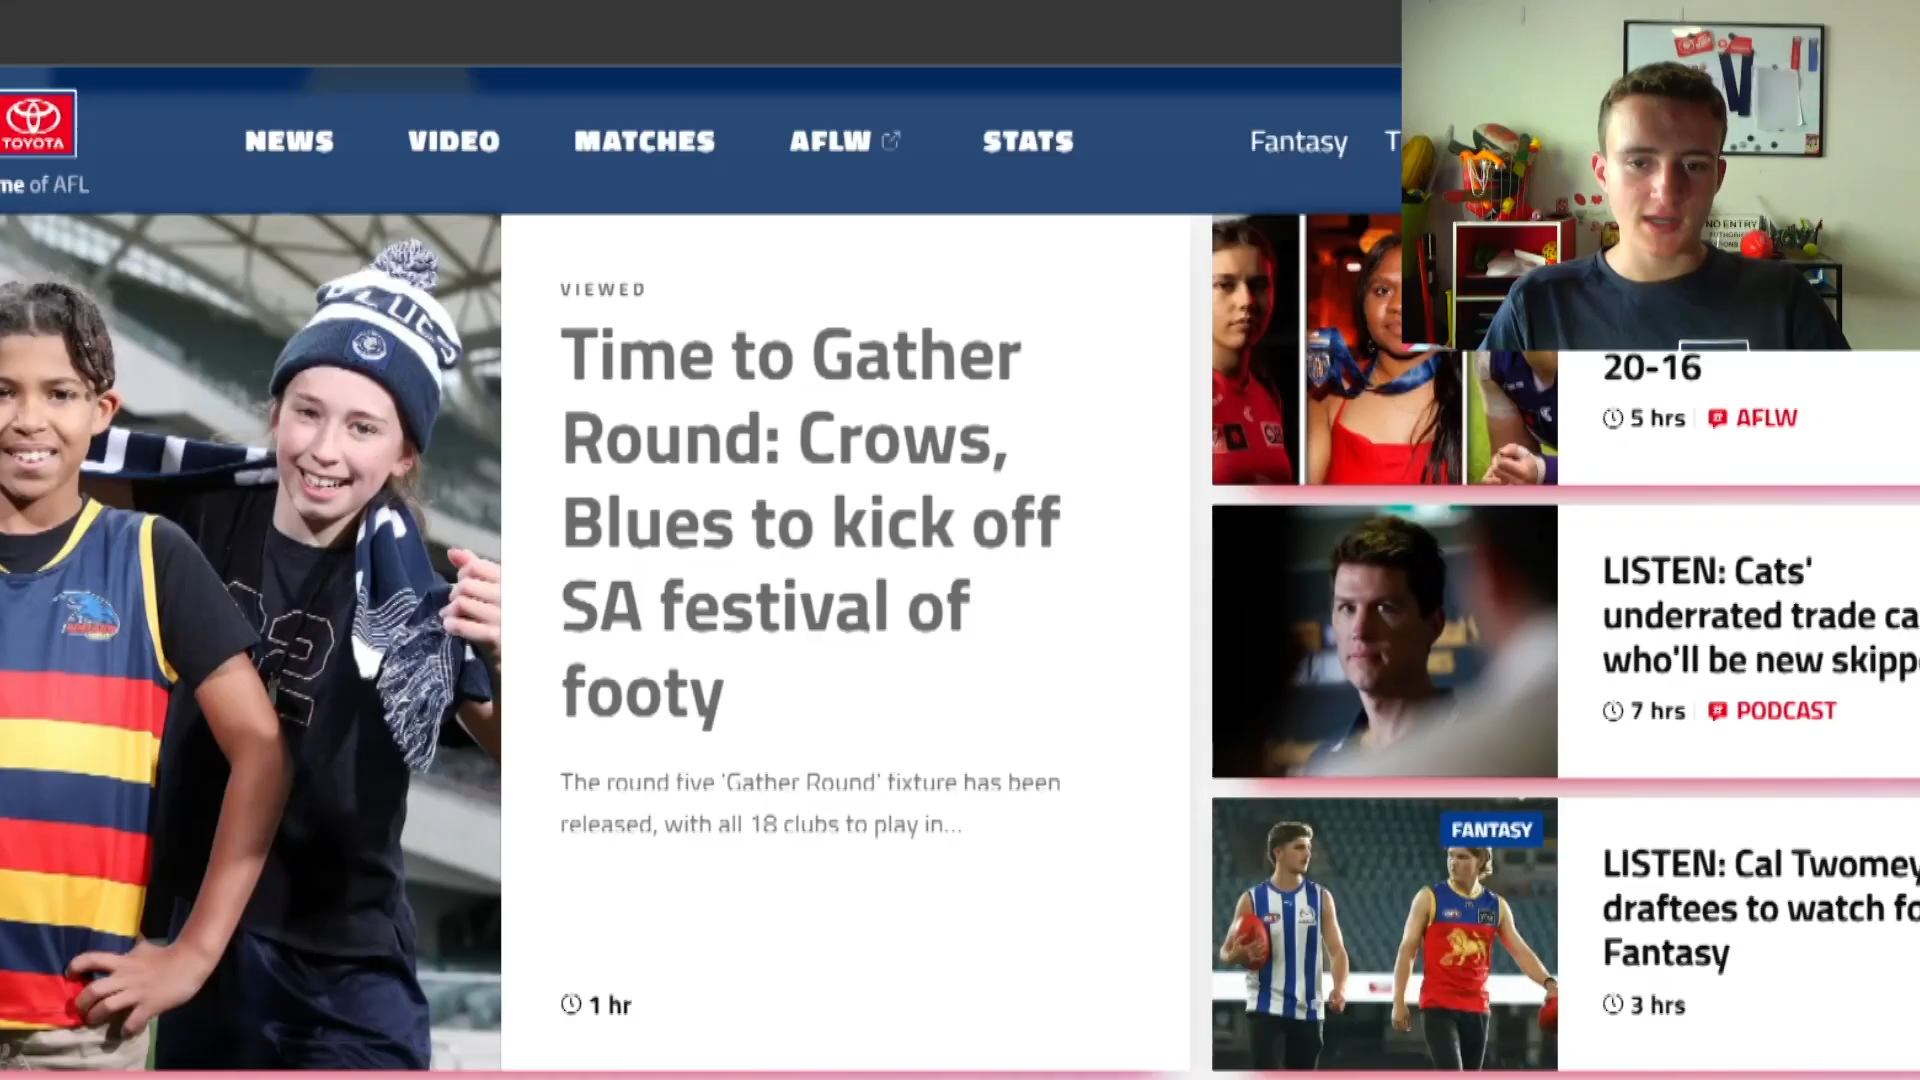 TOYOTA
me of AFL
NEWS
VIDEO
MATCHES
AFLW
STATS
Fantasy
T
VIEWED
Time to Gather
Round: Crows,
Blues to kick off
SA festival of
footy
The round five 'Gather Round' fixture has been
released, with all 18 clubs to play in...
1 hr
NO ENTRY
20-16
5 hrs
AFLW
LISTEN: Cats'
underrated trade ca
who'll be new skipp
7 hrs
PODCAST
FANTASY
LISTEN: Cal Twomey
draftees to watch fo
Fantasy
3 hrs